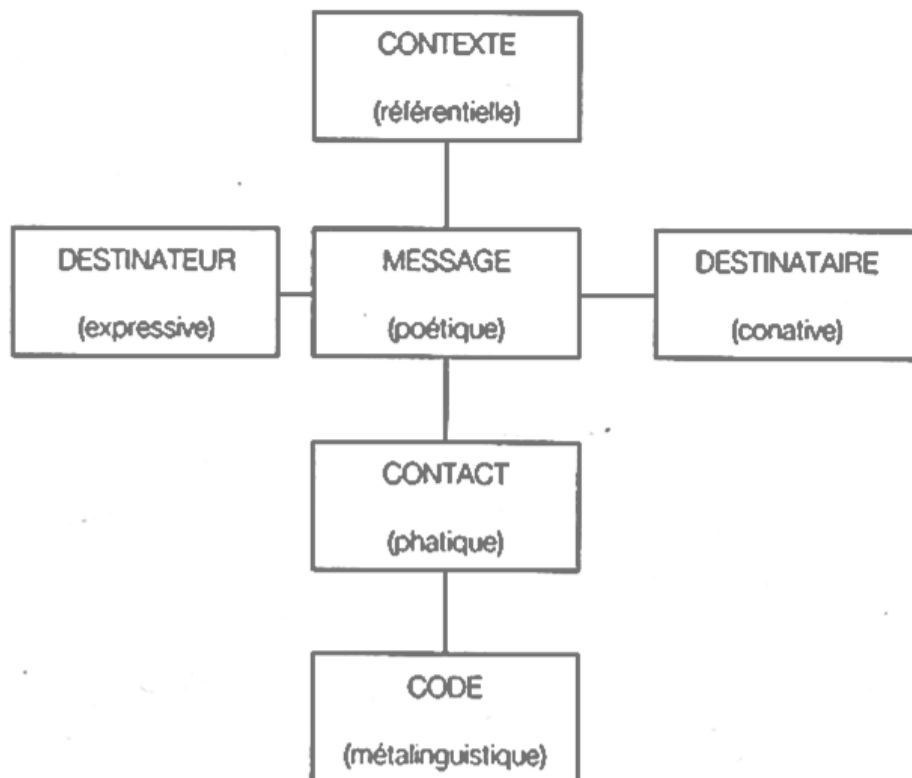 CONTEXTE
(référentielle)
DESTINATEUR
(expressive)
MESSAGE
(poétique)
DESTINATAIRE
(conative)
CONTACT
(phatique)
CODE
(métalinguistique)